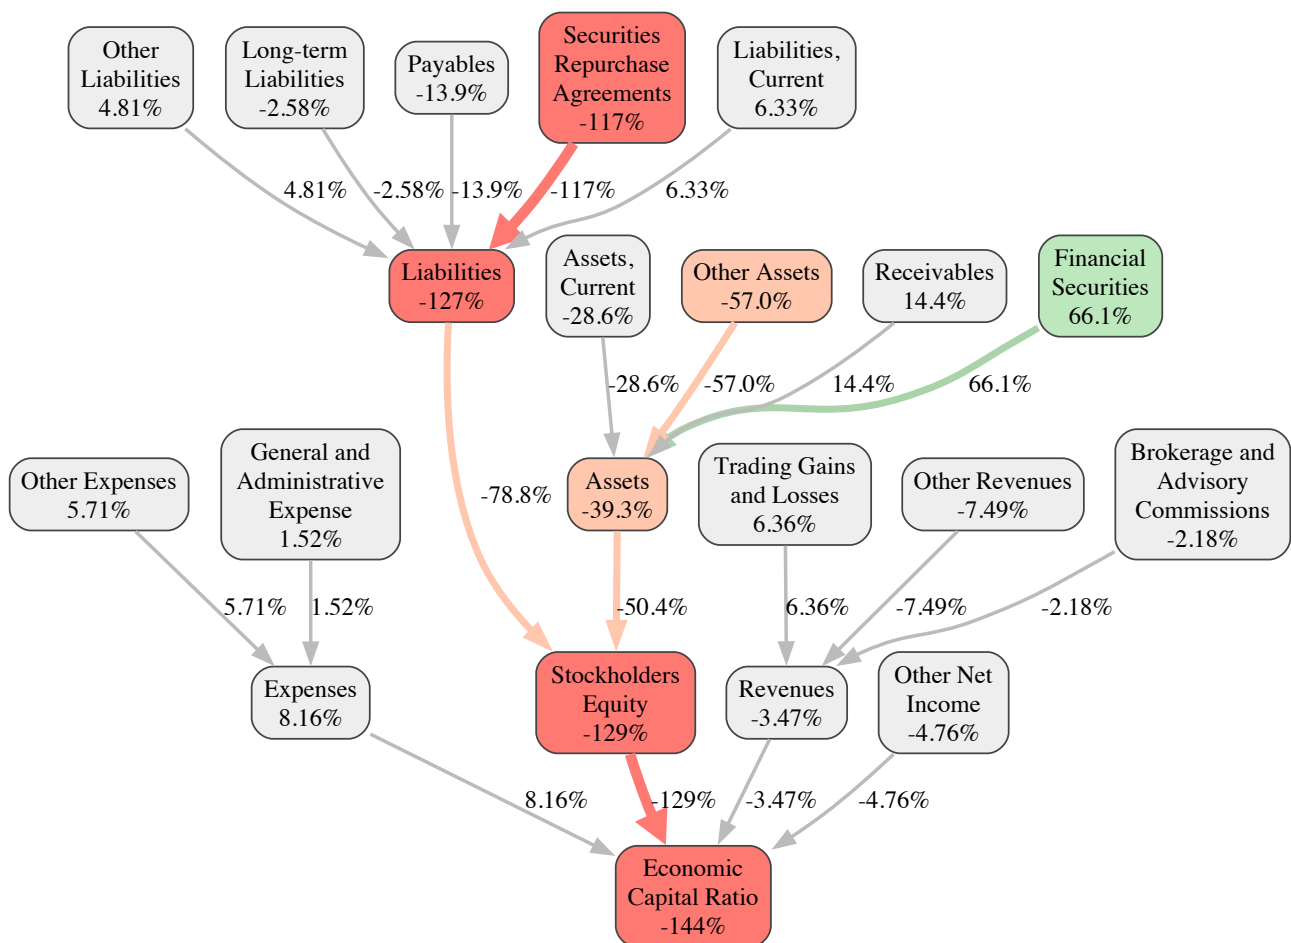 Other
Liabilities
4.81%
Long-term
Liabilities
-2.58%
Payables
-13.9%
Securities
Repurchase
Agreements
-117%
Liabilities,
Current
6.33%
4.81%
-2.58%
-13.9%
-117%
6.33%
Liabilities
-127%
Assets,
Current
-28.6%
Other Assets
-57.0%
Receivables
14.4%
Financial
Securities
66.1%
-28.6%
-57.0%
14.4%
66.1%
Other Expenses
5.71%
General and
Administrative
Expense
1.52%
-78.8%
Assets
-39.3%
Trading Gains
and Losses
6.36%
Other Revenues
-7.49%
Brokerage and
Advisory
Commissions
-2.18%
5.71%
1.52%
-50.4%
6.36%
-7.49%
-2.18%
Expenses
8.16%
Stockholders
Equity
-129%
Revenues
-3.47%
Other Net
Income
-4.76%
8.16%
-129%
-3.47%
-4.76%
Economic
Capital Ratio
-144%